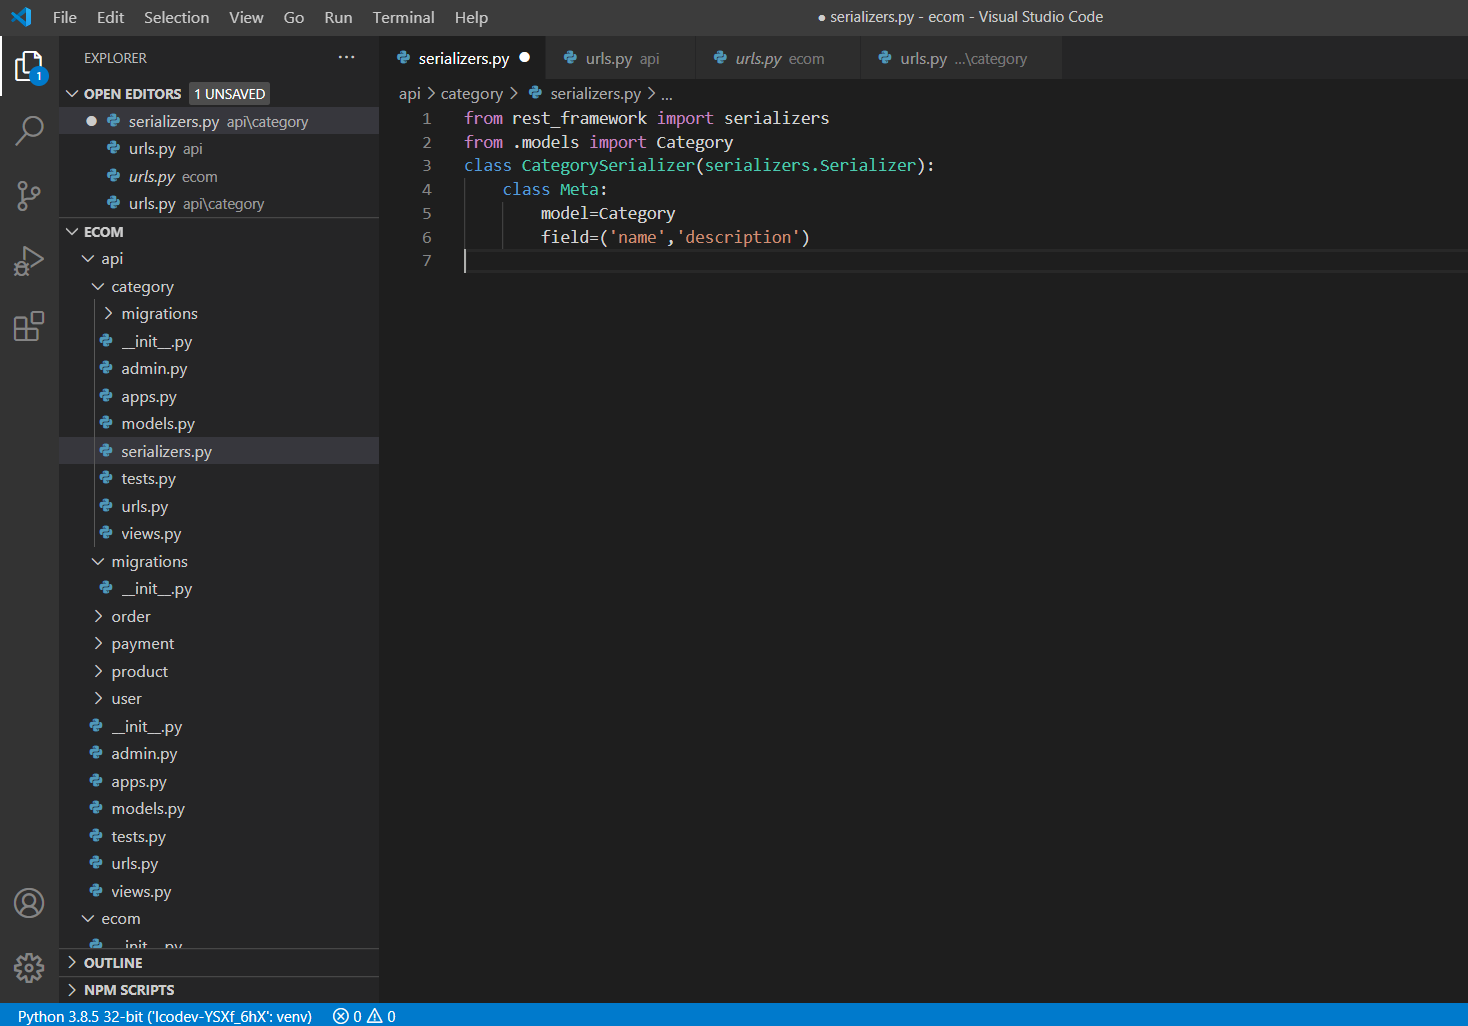 File Edit Selection View Go Run Terminal Help
● serializers.py - ecom - Visual Studio Code
EXPLORER
1
OPEN EDITORS 1 UNSAVED
serializers.py api\category
urls.py api
urls.py ecom
urls.py api\category
ECOM
api
category
migrations
__init__.py
admin.py
apps.py
models.py
serializers.py
tests.py
urls.py
views.py
migrations
__init__.py
order
payment
product
user
__init__.py
admin.py
apps.py
models.py
tests.py
urls.py
views.py
ecom
__init__.py
OUTLINE
NPM SCRIPTS
serializers.py urls.py api urls.py ecom urls.py ...\category
api > category > serializers.py > ...
1 from rest_framework import serializers
2 from .models import Category
3 class CategorySerializer(serializers.Serializer):
4 class Meta:
5 model=Category
6 field=('name','description')
7
Python 3.8.5 32-bit ('Icodev-YSXf_6hX': venv) 0 0